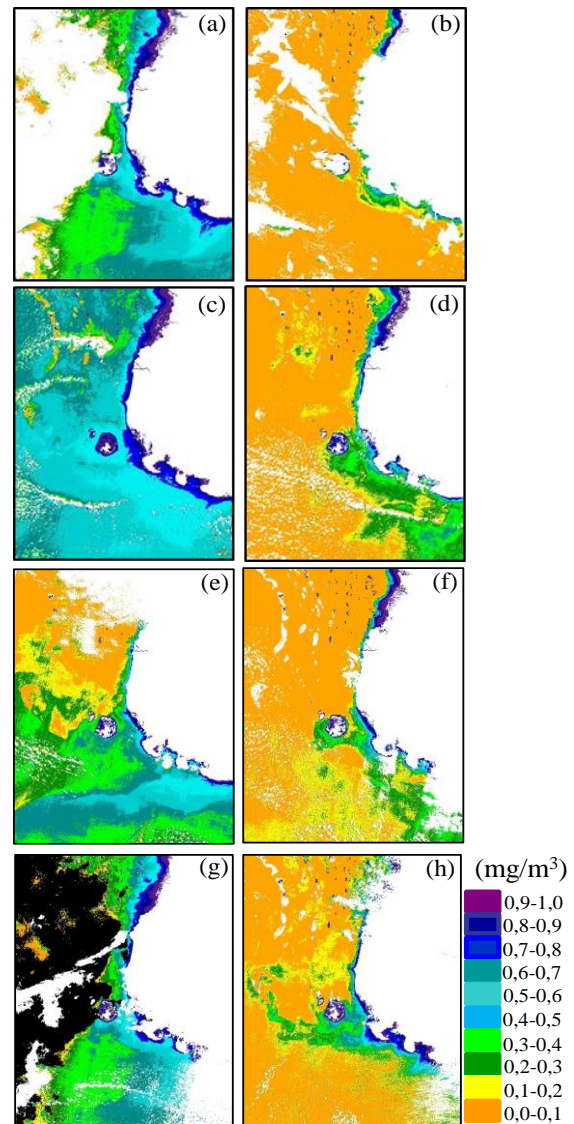 (a)
(b)
(c)
(d)
(e)
(f)
(g)
(h)
(mg/m³)
0,9-1,0
0,8-0,9
0,7-0,8
0,6-0,7
0,5-0,6
0,4-0,5
0,3-0,4
0,2-0,3
0,1-0,2
0,0-0,1